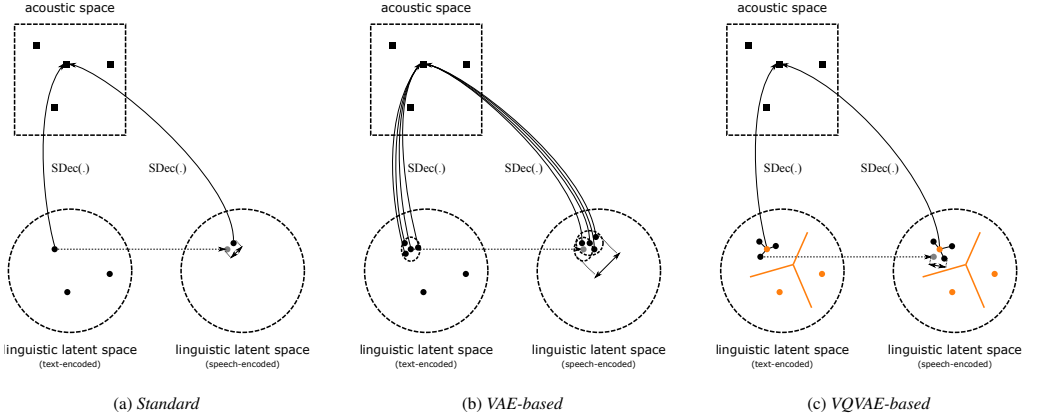 acoustic space
acoustic space
acoustic space
SDec(.)
SDec(.)
SDec(.)
SDec(.)
SDec(.)
SDec(.)
linguistic latent space
(text-encoded)
linguistic latent space
(speech-encoded)
linguistic latent space
(text-encoded)
linguistic latent space
(speech-encoded)
linguistic latent space
(text-encoded)
linguistic latent space
(speech-encoded)
(a) Standard
(b) VAE-based
(c) VQVAE-based